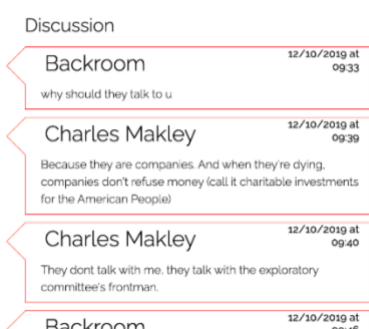 Discussion
Backroom
12/10/2019 at
09:33
why should they talk to u
Charles Makley
12/10/2019 at
09:39
Because they are companies. And when they're dying,
companies don't refuse money (call it charitable investments
for the American People)
Charles Makley
12/10/2019 at
09:40
They dont talk with me, they talk with the exploratory
committee's frontman.
Backroom
12/10/2019 at